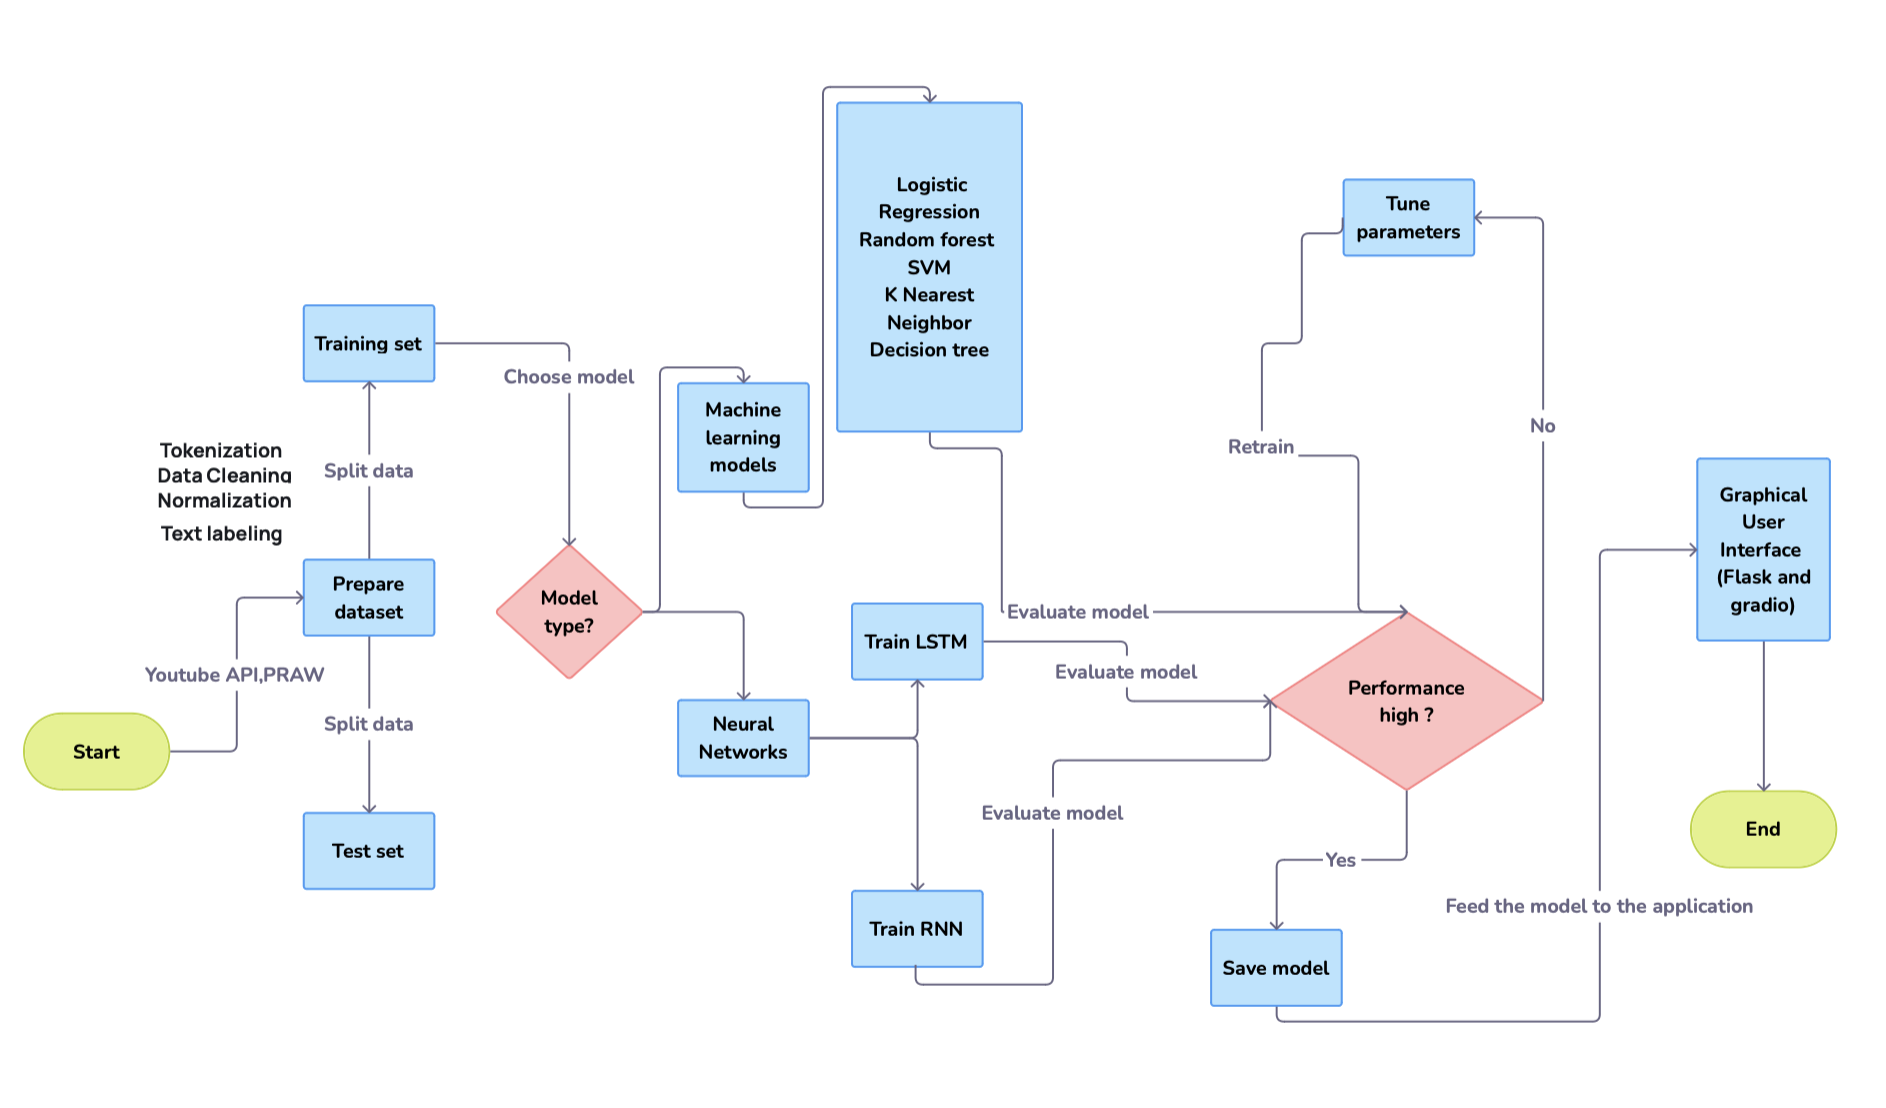 Start
Youtube API,PRAW
Prepare
dataset
Tokenization
Data Cleaning
Normalization
Text labeling
Split data
Training set
Split data
Test set
Choose model
Model
type?
Machine
learning
models
Logistic
Regression
Random forest
SVM
K Nearest
Neighbor
Decision tree
Neural
Networks
Train LSTM
Train RNN
Evaluate model
Evaluate model
Evaluate model
Performance
high ?
No
Tune
parameters
Retrain
Yes
Save model
Feed the model to the application
Graphical
User
Interface
(Flask and
gradio)
End